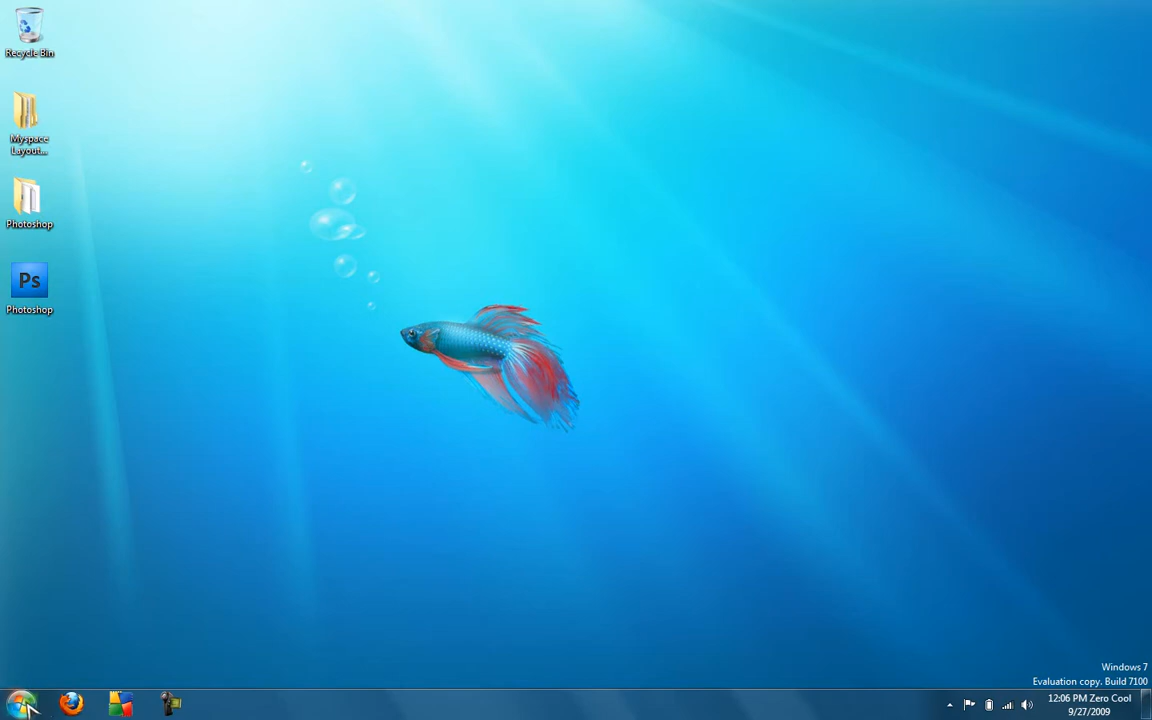 Recycle Bin
Myspace
Layout...
Photoshop
Ps
Photoshop
Windows 7
Evaluation copy. Build 7100
12:06 PM Zero Cool
9/27/2009